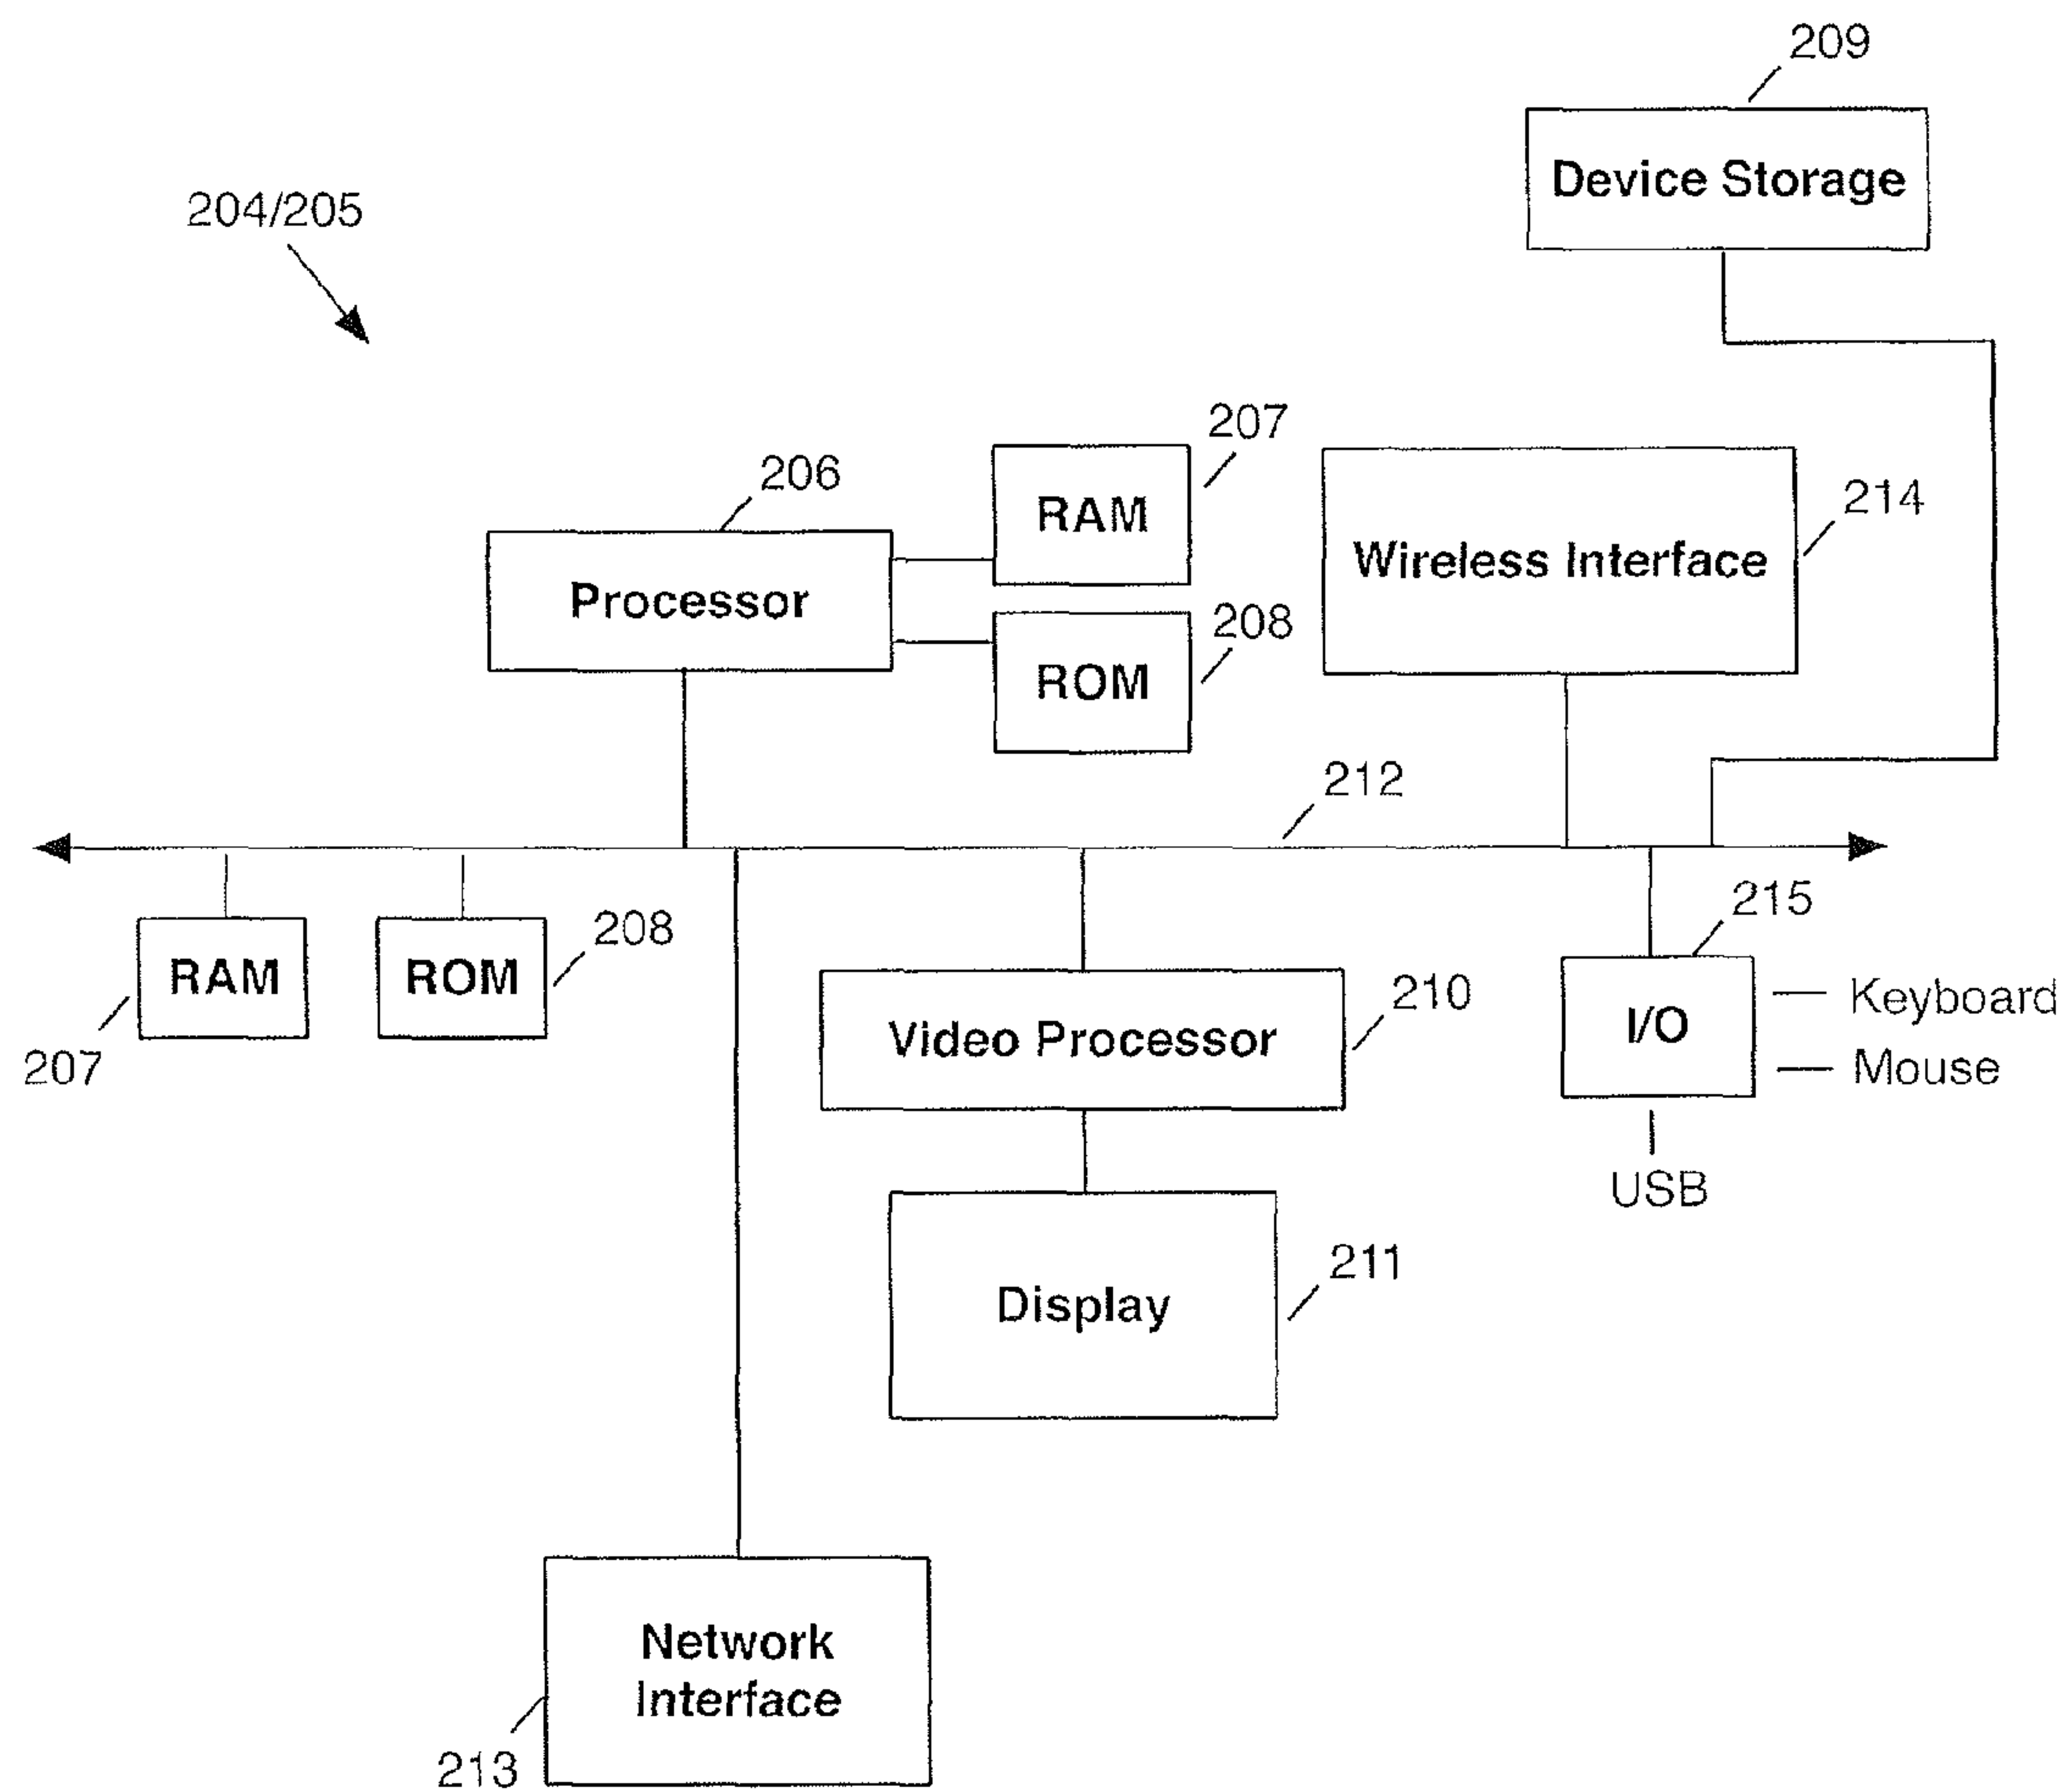 209
Device Storage
204/205
207
206
RAM
214
Wireless Interface
Processor
208
ROM
212
215
208
RAM
ROM
210
Keyboard
I/O
Video Processor
207
Mouse
USB
211
Display
Network
Interface
213